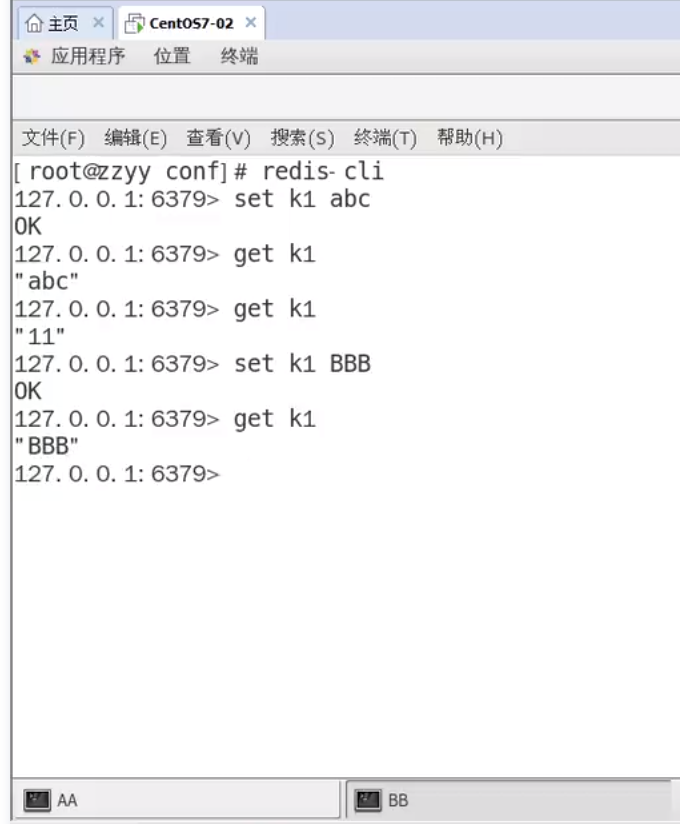 主页 × CentOS7-02 ×
应用程序 位置 终端
文件(F) 编辑(E) 查看(V) 搜索(S) 终端(T) 帮助(H)
[root@zzyy conf]# redis-cli
127.0.0.1:6379> set k1 abc
OK
127.0.0.1:6379> get k1
"abc"
127.0.0.1:6379> get k1
"11"
127.0.0.1:6379> set k1 BBB
OK
127.0.0.1:6379> get k1
"BBB"
127.0.0.1:6379>
AA BB